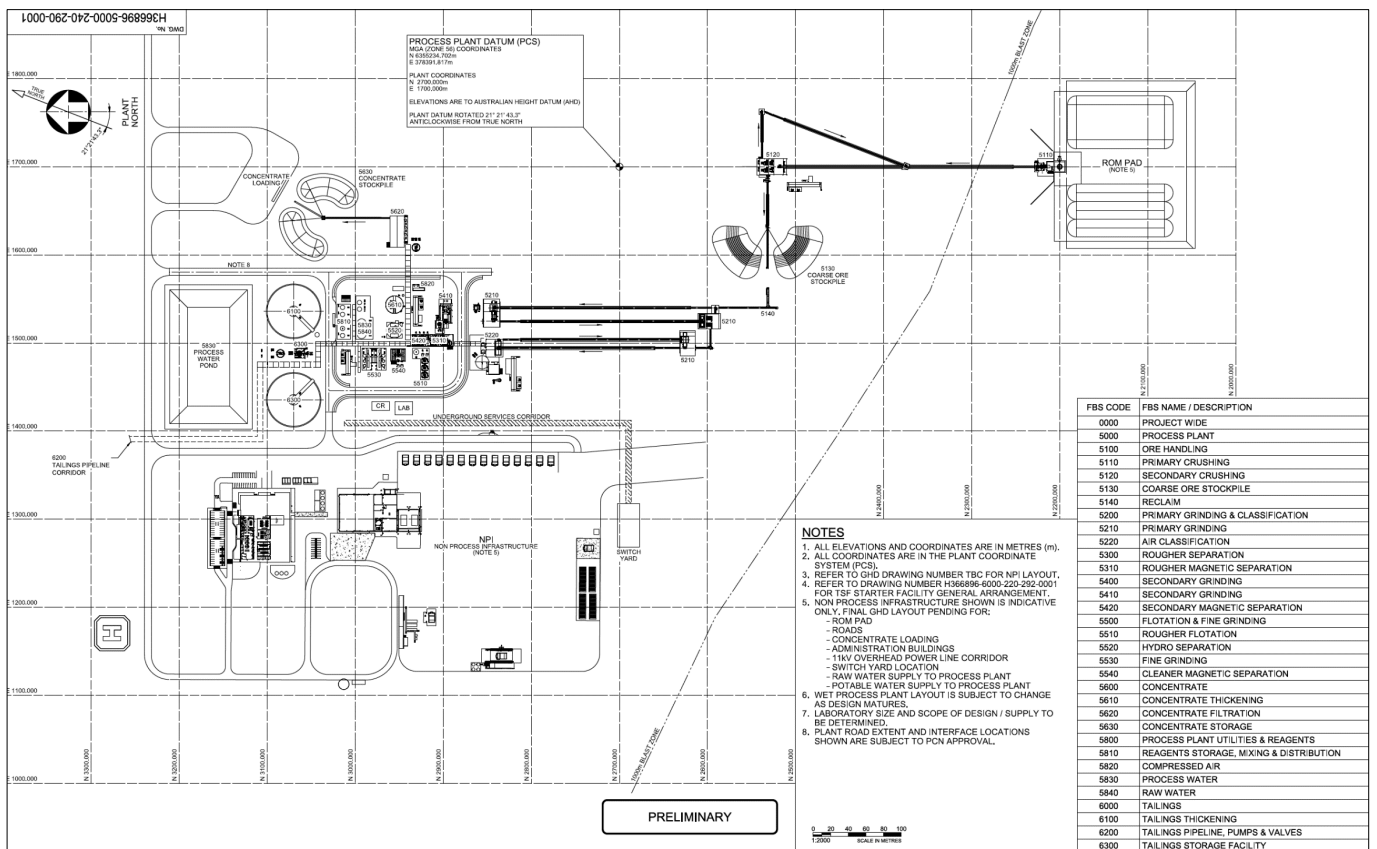 H366896-5000-240-290-0001
DWG. No.
PROCESS PLANT DATUM (PCS)
MGA (ZONE 56) COORDINATES
N 6355234,702m
E 378391,817m
PLANT COORDINATES
N 2700,000m
E 1700,000m
ELEVATIONS ARE TO AUSTRALIAN HEIGHT DATUM (AHD)
PLANT DATUM ROTATED 21° 21' 43.3"
ANTICLOCKWISE FROM TRUE NORTH
1000m BLAST ZONE
E 1800,000
TRUE NORTH
PLANT NORTH
21°21'43.3"
E 1700,000
CONCENTRATE
LOADING
5630
CONCENTRATE
STOCKPILE
5120
5110
ROM PAD
(NOTE 5)
5620
E 1600,000
NOTE 8
5130
COARSE ORE
STOCKPILE
5820
5410
5210
6100
5810
5610
5830
5840
5520
5140
5210
E 1500,000
5830
PROCESS
WATER
POND
6300
5420
5310
5220
5210
5530
5540
5510
6300
CR
LAB
UNDERGROUND SERVICES CORRIDOR
E 1400,000
6200
TAILINGS PIPELINE
CORRIDOR
E 1300,000
NPI
NON PROCESS INFRASTRUCTURE
(NOTE 5)
SWITCH
YARD
E 1200,000
H
E 1100,000
E 1000,000
N 3300,000
N 3200,000
N 3100,000
N 3000,000
N 2900,000
N 2800,000
N 2700,000
N 2600,000
N 2500,000
N 2400,000
N 2300,000
N 2200,000
N 2100,000
N 2000,000
1000m BLAST ZONE
PRELIMINARY
NOTES
1. ALL ELEVATIONS AND COORDINATES ARE IN METRES (m).
2. ALL COORDINATES ARE IN THE PLANT COORDINATE
SYSTEM (PCS).
3. REFER TO GHD DRAWING NUMBER TBC FOR NPI LAYOUT.
4. REFER TO DRAWING NUMBER H366896-6000-220-292-0001
FOR TSF STARTER FACILITY GENERAL ARRANGEMENT.
5. NON PROCESS INFRASTRUCTURE SHOWN IS INDICATIVE
ONLY. FINAL GHD LAYOUT PENDING FOR:
- ROM PAD
- ROADS
- CONCENTRATE LOADING
- ADMINISTRATION BUILDINGS
- 11kV OVERHEAD POWER LINE CORRIDOR
- SWITCH YARD LOCATION
- RAW WATER SUPPLY TO PROCESS PLANT
- POTABLE WATER SUPPLY TO PROCESS PLANT
6. WET PROCESS PLANT LAYOUT IS SUBJECT TO CHANGE
AS DESIGN MATURES.
7. LABORATORY SIZE AND SCOPE OF DESIGN / SUPPLY TO
BE DETERMINED.
8. PLANT ROAD EXTENT AND INTERFACE LOCATIONS
SHOWN ARE SUBJECT TO PCN APPROVAL.
0 20 40 60 80 100
1:2000 SCALE IN METRES
FBS CODE FBS NAME / DESCRIPTION
0000 PROJECT WIDE
5000 PROCESS PLANT
5100 ORE HANDLING
5110 PRIMARY CRUSHING
5120 SECONDARY CRUSHING
5130 COARSE ORE STOCKPILE
5140 RECLAIM
5200 PRIMARY GRINDING & CLASSIFICATION
5210 PRIMARY GRINDING
5220 AIR CLASSIFICATION
5300 ROUGHER SEPARATION
5310 ROUGHER MAGNETIC SEPARATION
5400 SECONDARY GRINDING
5410 SECONDARY GRINDING
5420 SECONDARY MAGNETIC SEPARATION
5500 FLOTATION & FINE GRINDING
5510 ROUGHER FLOTATION
5520 HYDRO SEPARATION
5530 FINE GRINDING
5540 CLEANER MAGNETIC SEPARATION
5600 CONCENTRATE
5610 CONCENTRATE THICKENING
5620 CONCENTRATE FILTRATION
5630 CONCENTRATE STORAGE
5800 PROCESS PLANT UTILITIES & REAGENTS
5810 REAGENTS STORAGE, MIXING & DISTRIBUTION
5820 COMPRESSED AIR
5830 PROCESS WATER
5840 RAW WATER
6000 TAILINGS
6100 TAILINGS THICKENING
6200 TAILINGS PIPELINE, PUMPS & VALVES
6300 TAILINGS STORAGE FACILITY